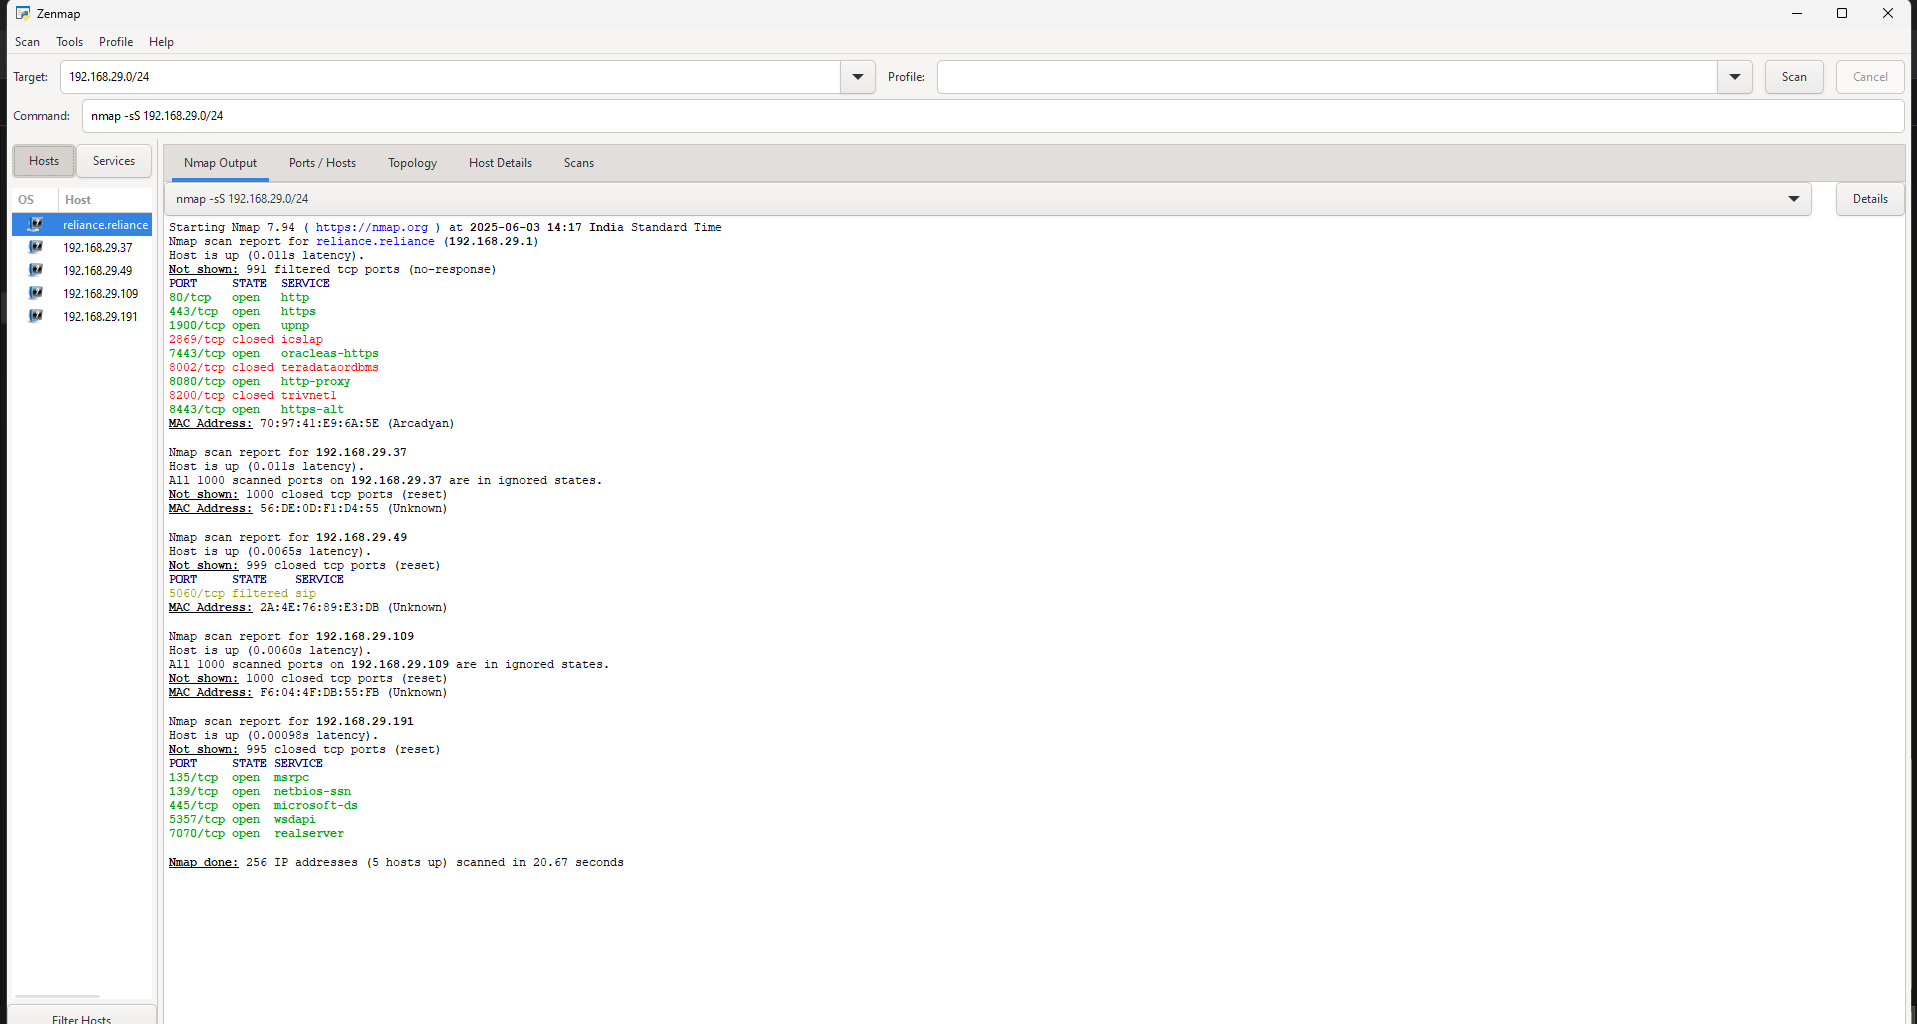 Zenmap
Scan Tools Profile Help
Target: 192.168.29.0/24 Profile: Scan Cancel
Command: nmap -sS 192.168.29.0/24
Hosts Services
OS Host
reliance.reliance
192.168.29.37
192.168.29.49
192.168.29.109
192.168.29.191
Filter Hosts
Nmap Output Ports / Hosts Topology Host Details Scans
nmap -sS 192.168.29.0/24 Details
Starting Nmap 7.94 ( https://nmap.org ) at 2025-06-03 14:17 India Standard Time
Nmap scan report for reliance.reliance (192.168.29.1)
Host is up (0.011s latency).
Not shown: 991 filtered tcp ports (no-response)
PORT STATE SERVICE
80/tcp open http
443/tcp open https
1900/tcp open upnp
2869/tcp closed icslap
7443/tcp open oracleas-https
8002/tcp closed teradataordbms
8080/tcp open http-proxy
8200/tcp closed trivnet1
8443/tcp open https-alt
MAC Address: 70:97:41:E9:6A:5E (Arcadyan)
Nmap scan report for 192.168.29.37
Host is up (0.011s latency).
All 1000 scanned ports on 192.168.29.37 are in ignored states.
Not shown: 1000 closed tcp ports (reset)
MAC Address: 56:DE:0D:F1:D4:55 (Unknown)
Nmap scan report for 192.168.29.49
Host is up (0.0065s latency).
Not shown: 999 closed tcp ports (reset)
PORT STATE SERVICE
5060/tcp filtered sip
MAC Address: 2A:4E:76:89:E3:DB (Unknown)
Nmap scan report for 192.168.29.109
Host is up (0.0060s latency).
All 1000 scanned ports on 192.168.29.109 are in ignored states.
Not shown: 1000 closed tcp ports (reset)
MAC Address: F6:04:4F:DB:55:FB (Unknown)
Nmap scan report for 192.168.29.191
Host is up (0.00098s latency).
Not shown: 995 closed tcp ports (reset)
PORT STATE SERVICE
135/tcp open msrpc
139/tcp open netbios-ssn
445/tcp open microsoft-ds
5357/tcp open wsdapi
7070/tcp open realserver
Nmap done: 256 IP addresses (5 hosts up) scanned in 20.67 seconds